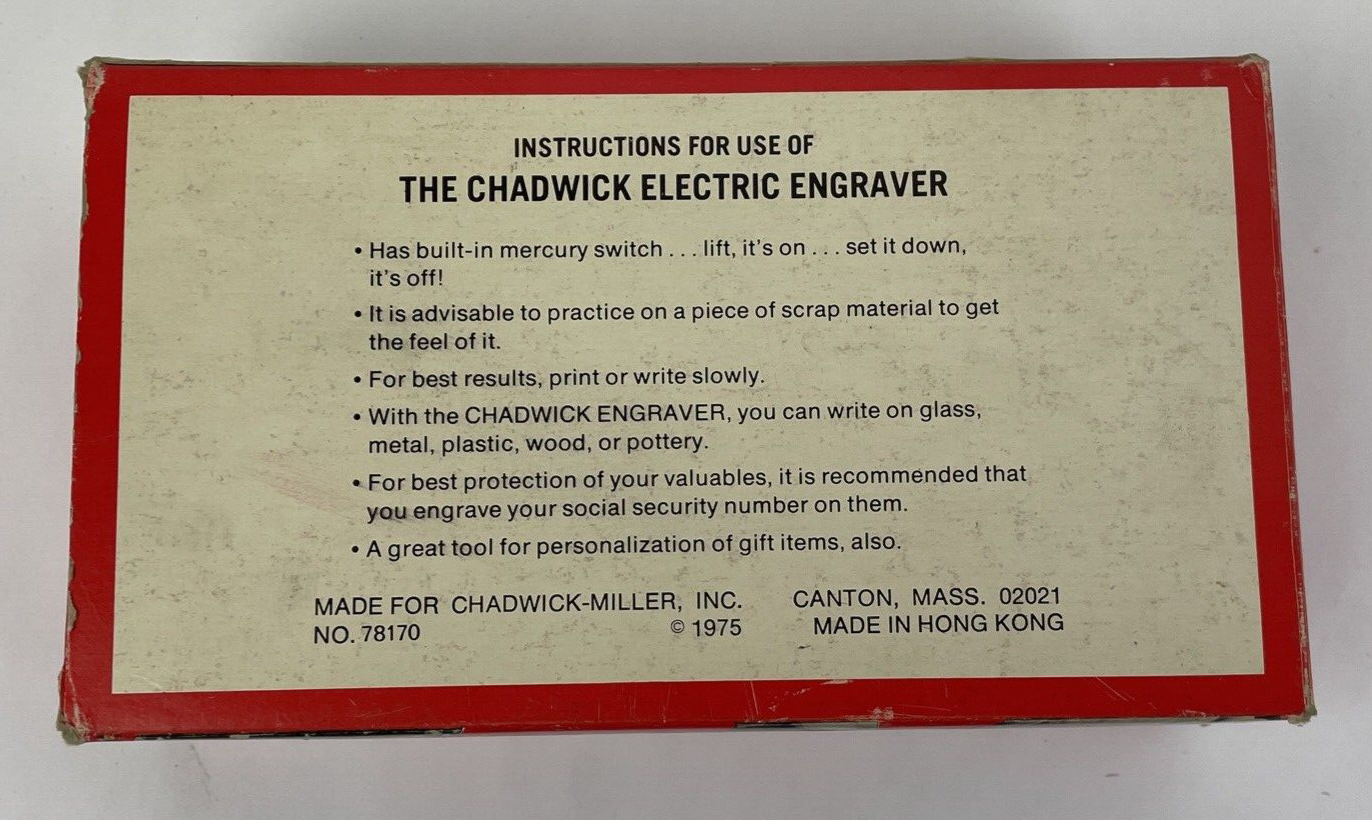 INSTRUCTIONS FOR USE OF
THE CHADWICK ELECTRIC ENGRAVER
• Has built-in mercury switch . . . lift, it's on . . . set it down,
it's off!
• It is advisable to practice on a piece of scrap material to get
the feel of it.
• For best results, print or write slowly.
• With the CHADWICK ENGRAVER, you can write on glass,
metal, plastic, wood, or pottery.
• For best protection of your valuables, it is recommended that
you engrave your social security number on them.
• A great tool for personalization of gift items, also.
MADE FOR CHADWICK-MILLER, INC. CANTON, MASS. 02021
NO. 78170 © 1975 MADE IN HONG KONG